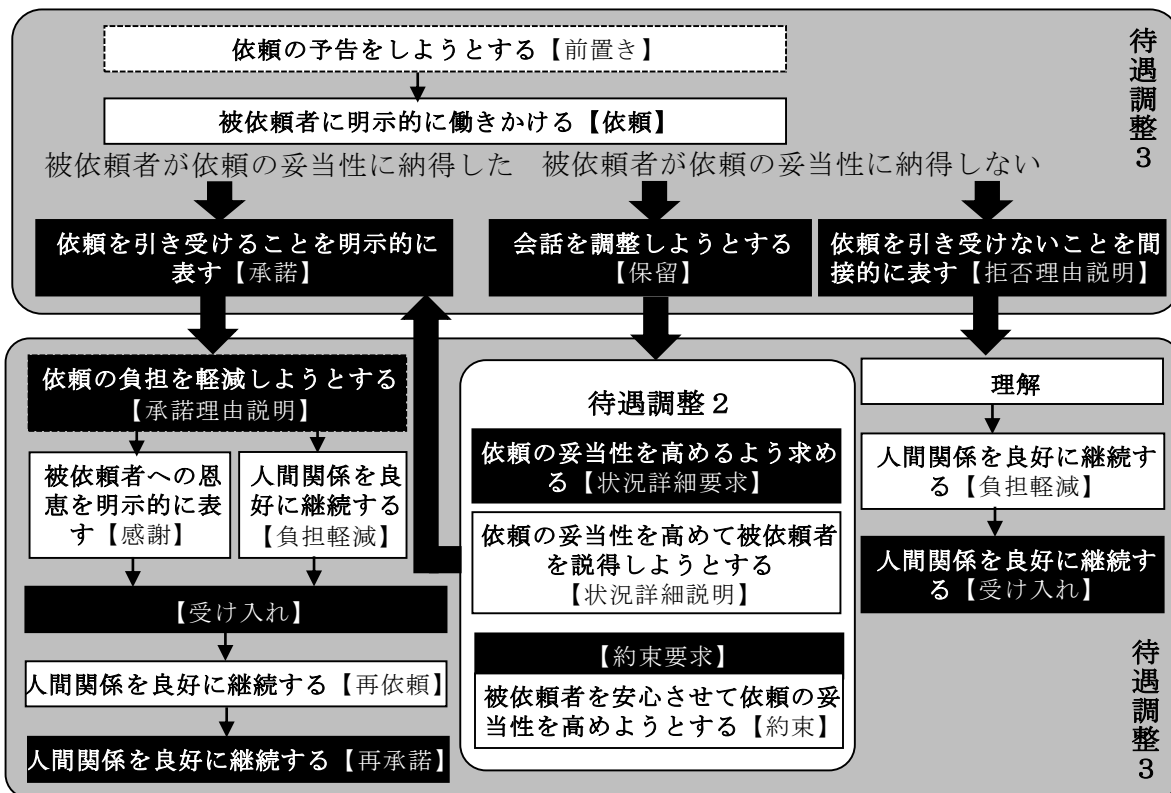 依頼の予告をしようとする【前置き】
被依頼者に明示的に働きかける【依頼】
待遇調整3
被依頼者が依頼の妥当性に納得した
被依頼者が依頼の妥当性に納得しない
依頼を引き受けることを明示的に
表す【承諾】
会話を調整しようとする
【保留】
依頼を引き受けないことを間
接的に表す【拒否理由説明】
依頼の負担を軽減しようとする
【承諾理由説明】
被依頼者への恩
恵を明示的に表
す【感謝】
人間関係を良
好に継続する
【負担軽減】
【受け入れ】
人間関係を良好に継続する【再依頼】
人間関係を良好に継続する【再承諾】
待遇調整2
依頼の妥当性を高めるよう求め
る【状況詳細要求】
依頼の妥当性を高めて被依頼者
を説得しようとする
【状況詳細説明】
【約束要求】
被依頼者を安心させて依頼の妥
当性を高めようとする【約束】
理解
人間関係を良好に継続す
る【負担軽減】
人間関係を良好に継続す
る【受け入れ】
待遇調整3